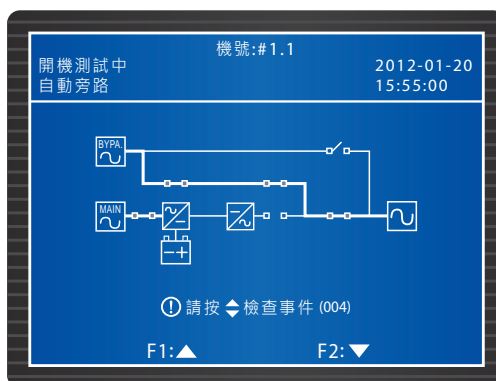 機號:#1.1
開機測試中
自動旁路
2012-01-20
15:55:00
BYPA.
MAIN
請按 檢查事件 (004)
F1:▲ F2:▼